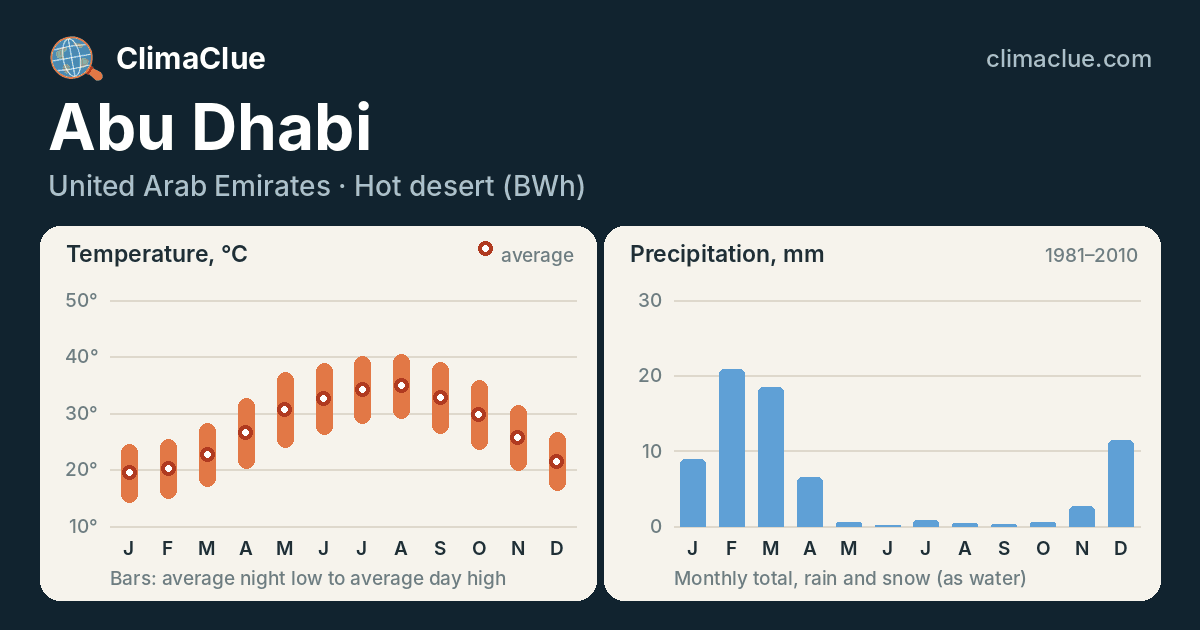 ClimaClue
climaclue.com
Abu Dhabi
United Arab Emirates · Hot desert (BWh)
Temperature, °C
average
50°
40°
30°
20°
10°
J F M A M J J A S O N D
Bars: average night low to average day high
Precipitation, mm
1981–2010
30
20
10
0
J F M A M J J A S O N D
Monthly total, rain and snow (as water)